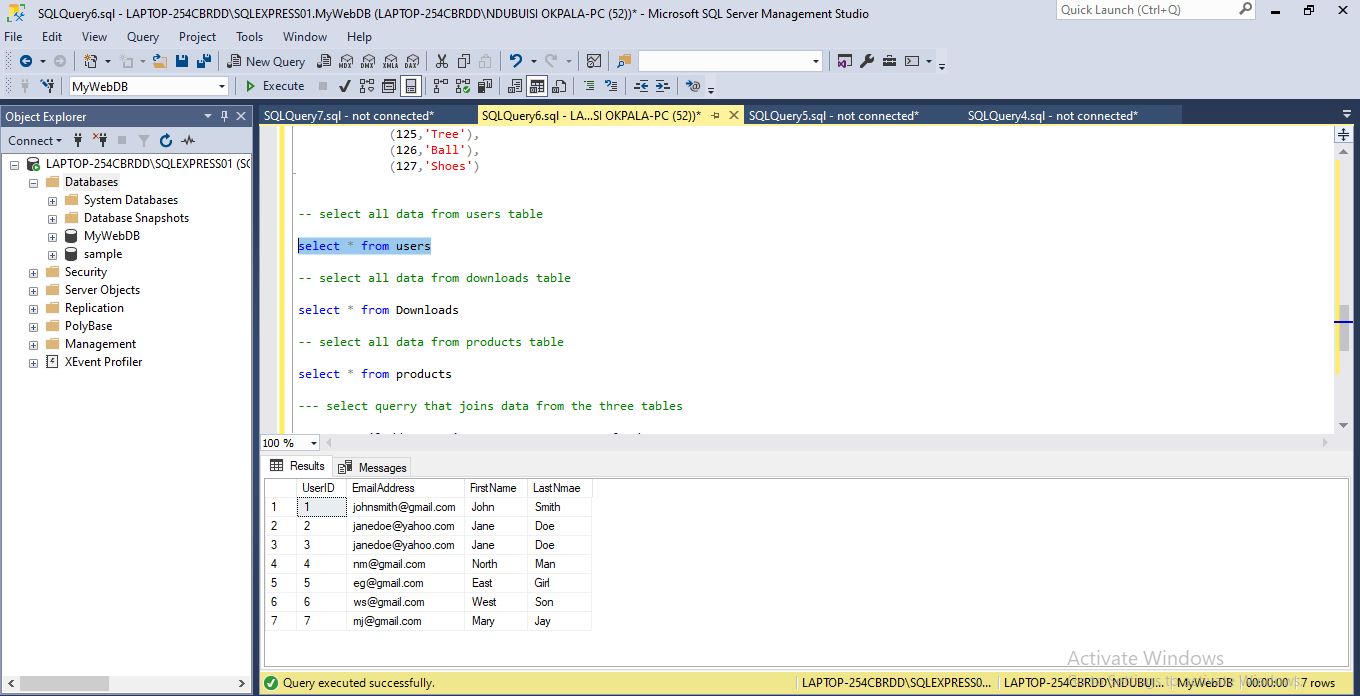 SQLQuery6.sql - LAPTOP-254CBRDD\SQLEXPRESS01.MyWebDB (LAPTOP-254CBRDD\NDUBUISI OKPALA-PC (52))* - Microsoft SQL Server Management Studio
Quick Launch (Ctrl+Q)
File Edit View Query Project Tools Window Help
New Query MDX DMX XMLA DAX
MyWebDB Execute
Object Explorer
SQLQuery7.sql - not connected* SQLQuery6.sql - LA...SI OKPALA-PC (52))* SQLQuery5.sql - not connected* SQLQuery4.sql - not connected*
Connect
LAPTOP-254CBRDD\SQLEXPRESS01 (SC
Databases
System Databases
Database Snapshots
MyWebDB
sample
Security
Server Objects
Replication
PolyBase
Management
XEvent Profiler
(125,'Tree'),
(126,'Ball'),
(127,'Shoes')
-- select all data from users table
select * from users
-- select all data from downloads table
select * from Downloads
-- select all data from products table
select * from products
--- select querry that joins data from the three tables
100 %
Results Messages
UserID EmailAddress FirstName LastNmae
1 1 johnsmith@gmail.com John Smith
2 2 janedoe@yahoo.com Jane Doe
3 3 janedoe@yahoo.com Jane Doe
4 4 nm@gmail.com North Man
5 5 eg@gmail.com East Girl
6 6 ws@gmail.com West Son
7 7 mj@gmail.com Mary Jay
Activate Windows
Query executed successfully. LAPTOP-254CBRDD\SQLEXPRESS0... LAPTOP-254CBRDD\NDUBUI... MyWebDB 00:00:00 7 rows